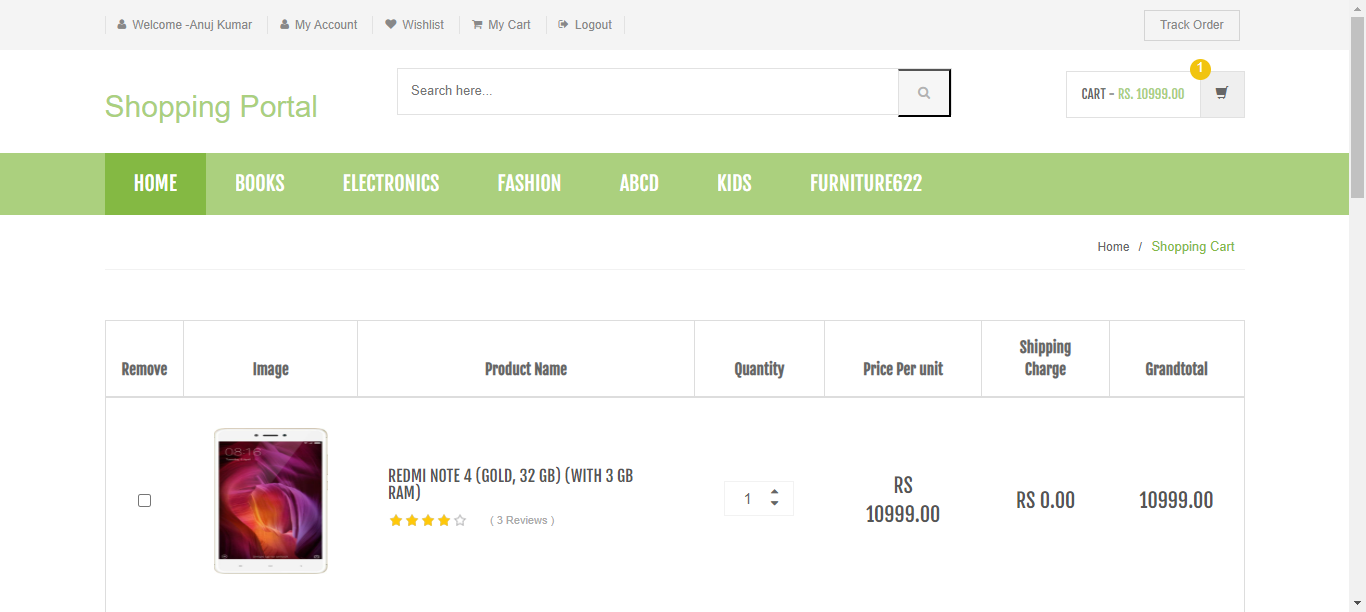 Welcome -Anuj Kumar
My Account
Wishlist
My Cart
Logout
Track Order
Shopping Portal
Search here...
CART - RS. 10999.00
1
HOME
BOOKS
ELECTRONICS
FASHION
ABCD
KIDS
FURNITURE622
Home / Shopping Cart
Remove
Image
Product Name
Quantity
Price Per unit
Shipping
Charge
Grandtotal
08:16
REDMI NOTE 4 (GOLD, 32 GB) (WITH 3 GB
RAM)
( 3 Reviews )
1
RS
10999.00
RS 0.00
10999.00